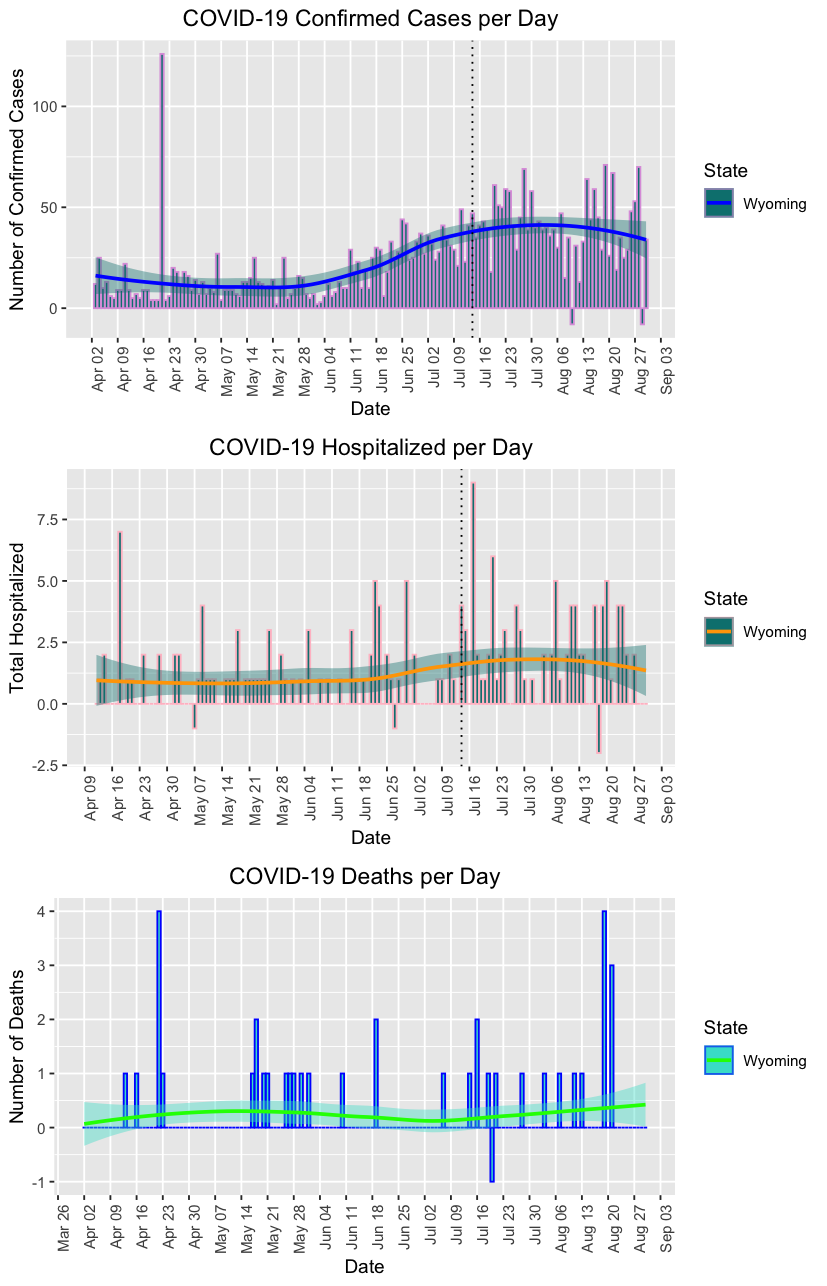 COVID-19 Confirmed Cases per Day
Number of Confirmed Cases
100
50
0
Apr 02 Apr 09 Apr 16 Apr 23 Apr 30 May 07 May 14 May 21 May 28 Jun 04 Jun 11 Jun 18 Jun 25 Jul 02 Jul 09 Jul 16 Jul 23 Jul 30 Aug 06 Aug 13 Aug 20 Aug 27 Sep 03
Date
State
Wyoming
COVID-19 Hospitalized per Day
Total Hospitalized
7.5
5.0
2.5
0.0
-2.5
Apr 09 Apr 16 Apr 23 Apr 30 May 07 May 14 May 21 May 28 Jun 04 Jun 11 Jun 18 Jun 25 Jul 02 Jul 09 Jul 16 Jul 23 Jul 30 Aug 06 Aug 13 Aug 20 Aug 27 Sep 03
Date
State
Wyoming
COVID-19 Deaths per Day
Number of Deaths
4
3
2
1
0
-1
Mar 26 Apr 02 Apr 09 Apr 16 Apr 23 Apr 30 May 07 May 14 May 21 May 28 Jun 04 Jun 11 Jun 18 Jun 25 Jul 02 Jul 09 Jul 16 Jul 23 Jul 30 Aug 06 Aug 13 Aug 20 Aug 27 Sep 03
Date
State
Wyoming